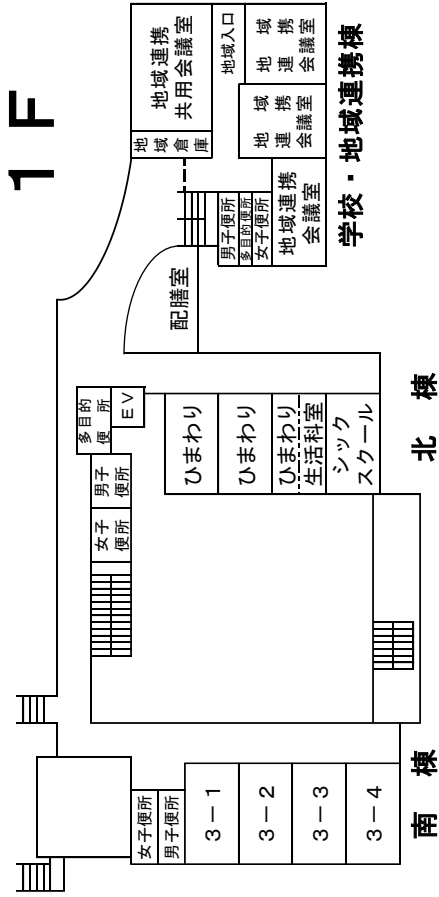 1F
女子便所
男子便所
3－1
3－2
3－3
3－4
南棟
女子
便所
男子
便所
多目的
便所
EV
ひまわり
ひまわり
ひまわり
生活科室
シック
スクール
北棟
配膳室
地域
倉庫
地域連携
共用会議室
地域入口
男子便所
多目的便所
女子便所
地域
連携
会議室
地域
連携
会議室
地域連携
会議室
学校・地域連携棟